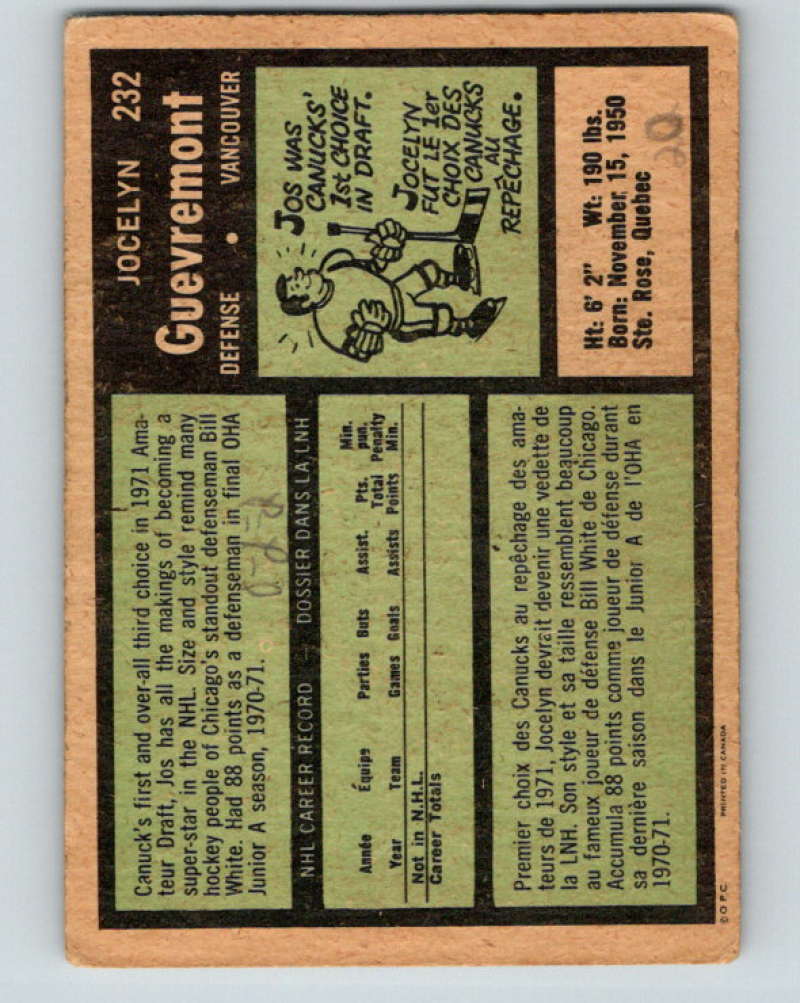 JOCELYN 232
Guevremont
DEFENSE • VANCOUVER
Canuck's first and over-all third choice in 1971 Ama-
teur Draft, Jos has all the makings of becoming a
super-star in the NHL. Size and style remind many
hockey people of Chicago's standout defenseman Bill
White. Had 88 points as a defenseman in final OHA
Junior A season, 1970-71.
JOS WAS
CANUCKS'
1st CHOICE
IN DRAFT.
JOCELYN
FUT LE 1er
CHOIX DES
CANUCKS
AU
REPÊCHAGE.
Ht: 6' 2" Wt: 190 lbs.
Born: November 15, 1950
Ste. Rose, Quebec
20
NHL CAREER RECORD — DOSSIER DANS LA LNH
Année Équipe Parties Buts Assist. Pts. Min. pun.
Year Team Games Goals Assists Total Points Penalty Min.
Not in N.H.L.
Career Totals
Premier choix des Canucks au repêchage des ama-
teurs de 1971, Jocelyn devrait devenir une vedette de
la LNH. Son style et sa taille ressemblent beaucoup
au fameux joueur de défense Bill White de Chicago.
Accumula 88 points comme joueur de défense durant
sa dernière saison dans le Junior A de l'OHA en
1970-71.
© O.P.C. PRINTED IN CANADA